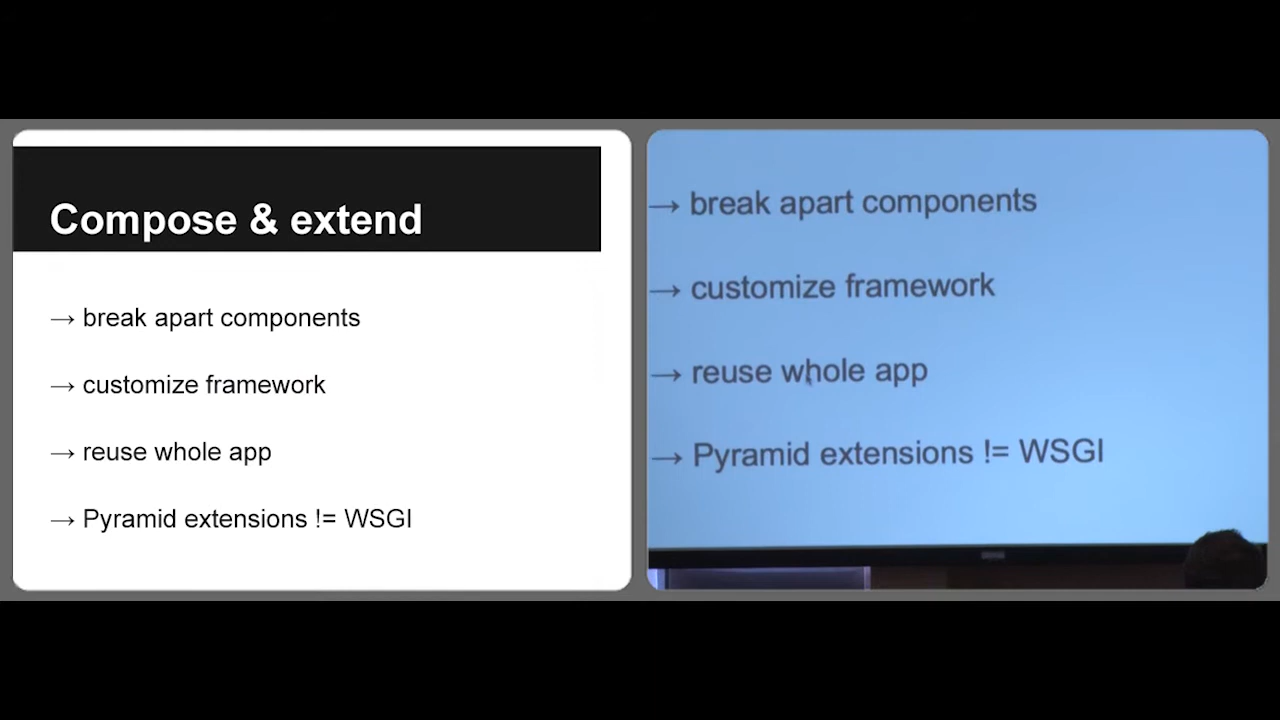 Compose & extend
→ break apart components
→ customize framework
→ reuse whole app
→ Pyramid extensions != WSGI
→ break apart components
→ customize framework
→ reuse whole app
→ Pyramid extensions != WSGI